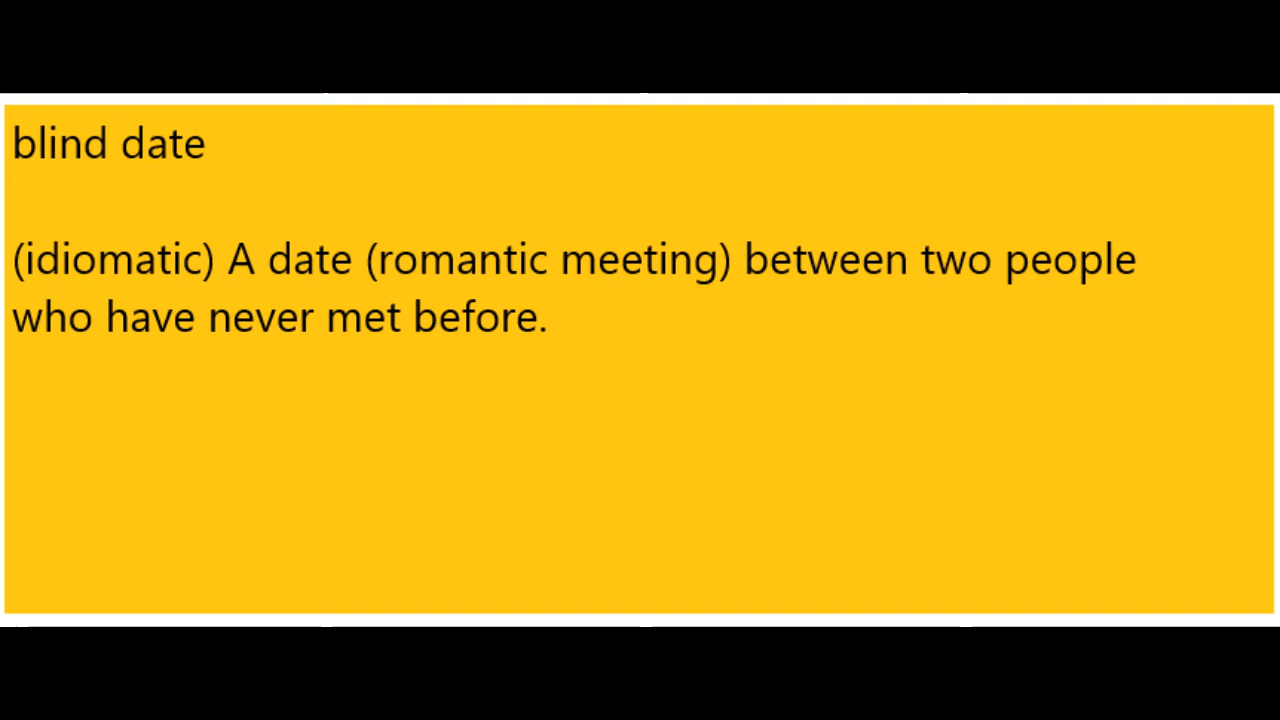 blind date
(idiomatic) A date (romantic meeting) between two people
who have never met before.